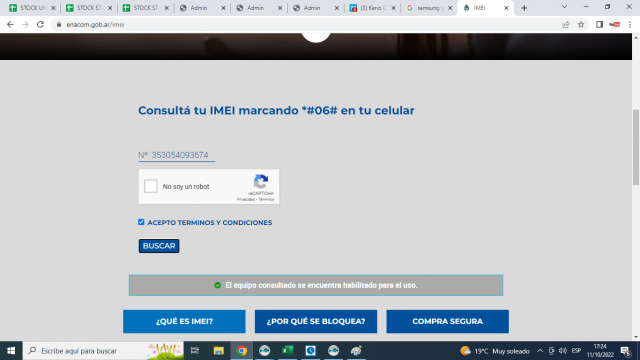 STOCK U
STOCK ST
STOCK ST
Admin
Admin
Admin
(3) Kerio C
samsung
IMEI
enacom.gob.ar/imei
Consultá tu IMEI marcando *#06# en tu celular
Nº 353054093674
No soy un robot
reCAPTCHA
Privacidad - Términos
ACEPTO TERMINOS Y CONDICIONES
BUSCAR
El equipo consultado se encuentra habilitado para el uso.
¿QUÉ ES IMEI?
¿POR QUÉ SE BLOQUEA?
COMPRA SEGURA
Escribe aquí para buscar
19°C Muy soleado
ESP
17:24
11/10/2022